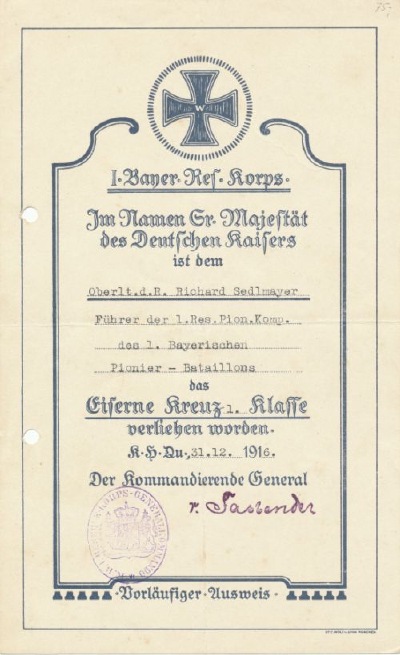 75.-
W
I. Bayer. Res. Korps.
Im Namen Sr. Majestät
des Deutschen Kaisers
ist dem
Oberlt.d.R. Richard Sedlmayer
Führer der 1.Res.Pion.Komp.
des 1. Bayerischen
Pionier - Bataillons
das
Eiserne Kreuz 1. Klasse
verliehen worden.
K.H.Qu., 31.12. 1916.
Der Kommandierende General
v. Fasbender
Vorläufiger Ausweis